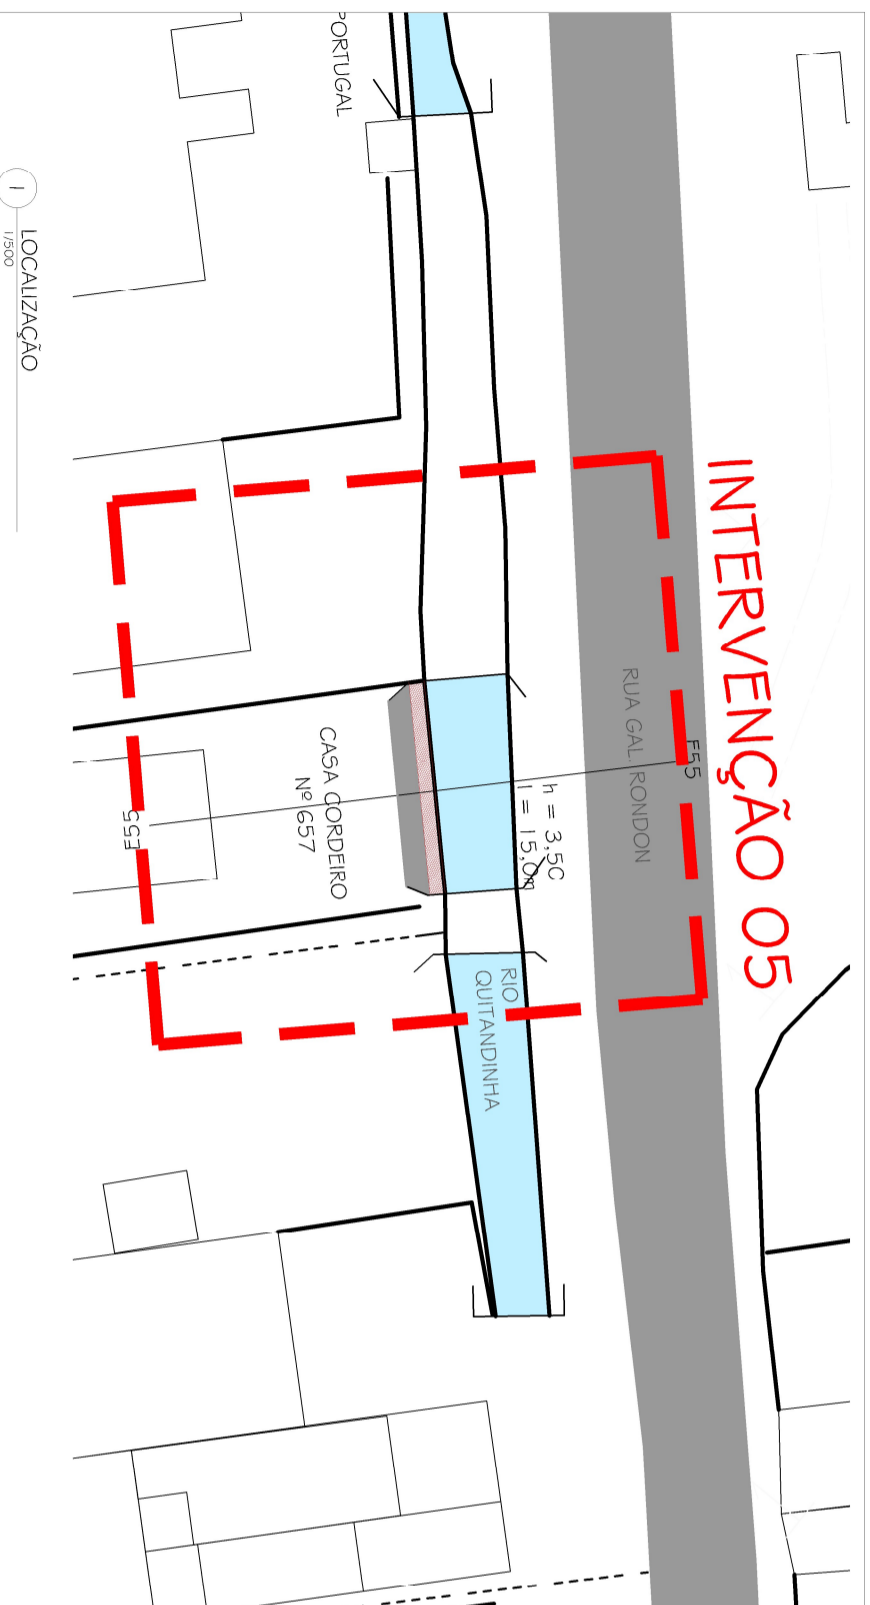 PORTUGAL
INTERVENÇÃO 05
RUA GAL. RONDON
F55
h = 3,50
l = 15,0m
CASA CORDEIRO
Nº 657
F55
RIO
QUITANDINHA
1
LOCALIZAÇÃO
1/500